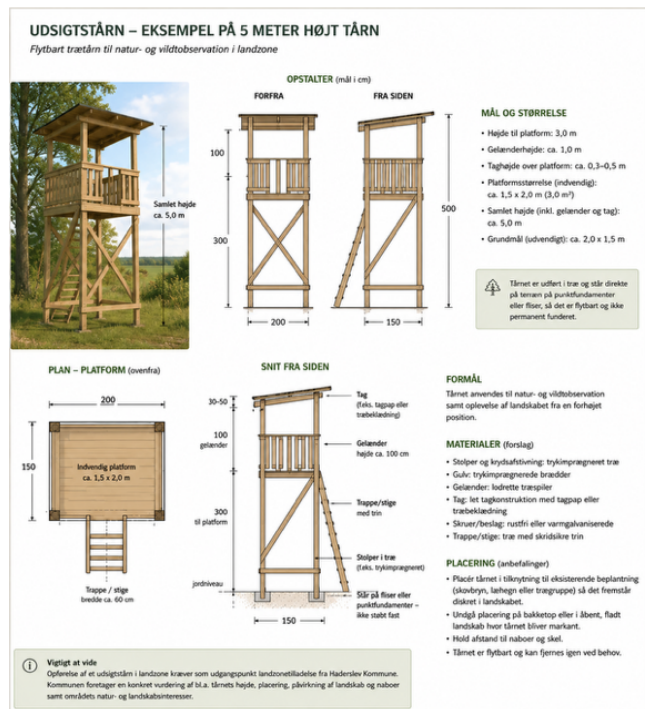 UDSIGTSTÅRN – EKSEMPEL PÅ 5 METER HØJT TÅRN
Flytbart trætårn til natur- og vildtobservation i landzone
Samlet højde
ca. 5,0 m
OPSTALTER (mål i cm)
FORFRA
FRA SIDEN
100
300
500
200
150
MÅL OG STØRRELSE
• Højde til platform: 3,0 m
• Gelænderhøjde: ca. 1,0 m
• Taghøjde over platform: ca. 0,3–0,5 m
• Platformsstørrelse (indvendig):
ca. 1,5 x 2,0 m (3,0 m²)
• Samlet højde (inkl. gelænder og tag):
ca. 5,0 m
• Grundmål (udvendigt): ca. 2,0 x 1,5 m
Tårnet er udført i træ og står direkte
på terræn på punktfundamenter
eller fliser, så det er flytbart og ikke
permanent funderet.
PLAN – PLATFORM (ovenfra)
200
150
Indvendig platform
ca. 1,5 x 2,0 m
Trappe / stige
bredde ca. 60 cm
SNIT FRA SIDEN
30-50
100
gelænder
300
til platform
jordniveau
150
Tag
(f.eks. tagpap eller
træbeklædning)
Gelænder
højde ca. 100 cm
Trappe/stige
med trin
Stolper i træ
(f.eks. trykimprægneret)
Står på fliser eller
punktfundamenter –
ikke støbt fast
FORMÅL
Tårnet anvendes til natur- og vildtobservation
samt oplevelse af landskabet fra en forhøjet
position.
MATERIALER (forslag)
• Stolper og krydsafstivning: trykimprægneret træ
• Gulv: trykimprægnerede brædder
• Gelænder: lodrette træspiler
• Tag: let tagkonstruktion med tagpap eller
træbeklædning
• Skruer/beslag: rustfri eller varmgalvaniserede
• Trappe/stige: træ med skridsikre trin
PLACERING (anbefalinger)
• Placér tårnet i tilknytning til eksisterende beplantning
(skovbryn, læhegn eller trægruppe) så det fremstår
diskret i landskabet.
• Undgå placering på bakketop eller i åbent, fladt
landskab hvor tårnet bliver markant.
• Hold afstand til naboer og skel.
• Tårnet er flytbart og kan fjernes igen ved behov.
Vigtigt at vide
Opførelse af et udsigtstårn i landzone kræver som udgangspunkt landzonetilladelse fra Haderslev Kommune.
Kommunen foretager en konkret vurdering af bl.a. tårnets højde, placering, påvirkning af landskab og naboer
samt områdets natur- og landskabsinteresser.